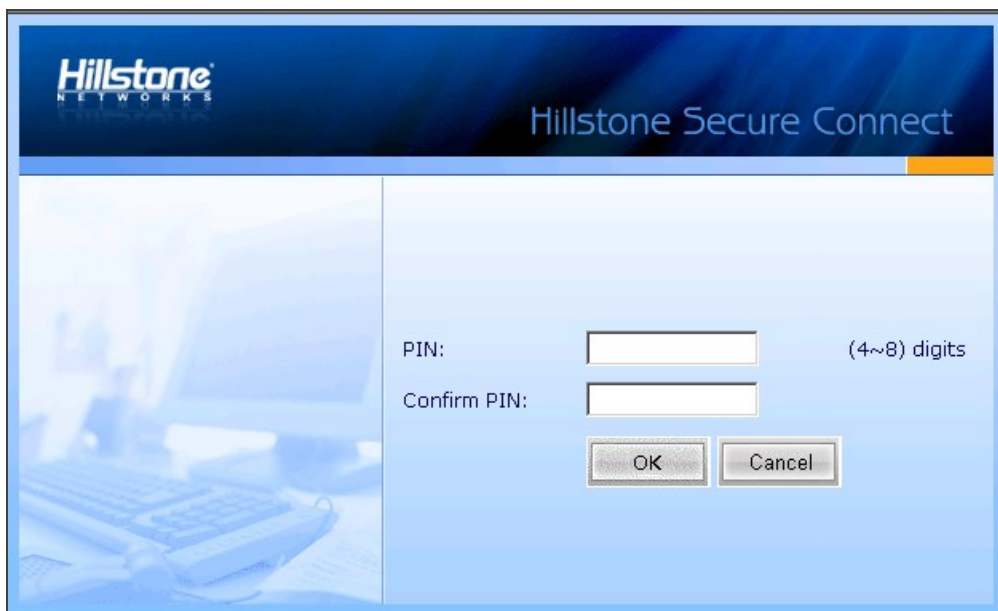 Hillstone
NETWORKS
Hillstone Secure Connect
PIN: (4~8) digits
Confirm PIN:
OK Cancel